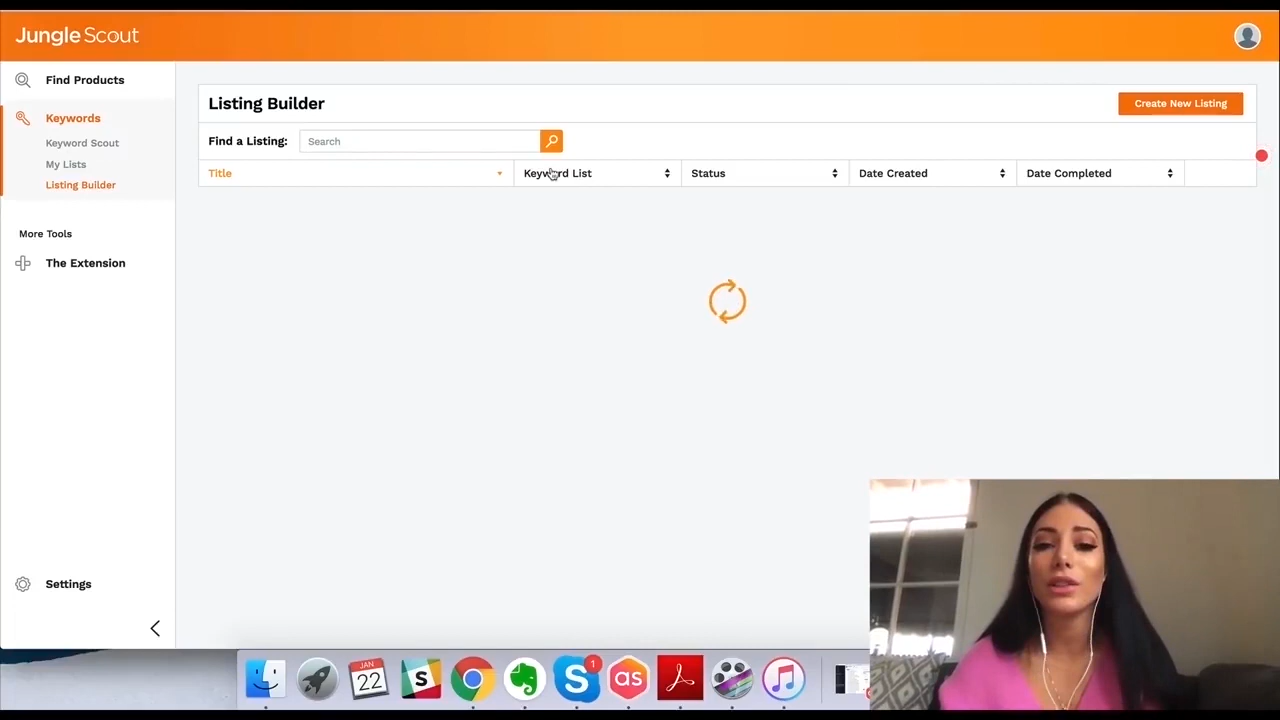 Jungle Scout
Find Products
Keywords
Keyword Scout
My Lists
Listing Builder
More Tools
The Extension
Settings
Listing Builder
Create New Listing
Find a Listing:
Search
Title
Keyword List
Status
Date Created
Date Completed
JAN
22
S
S
1
as